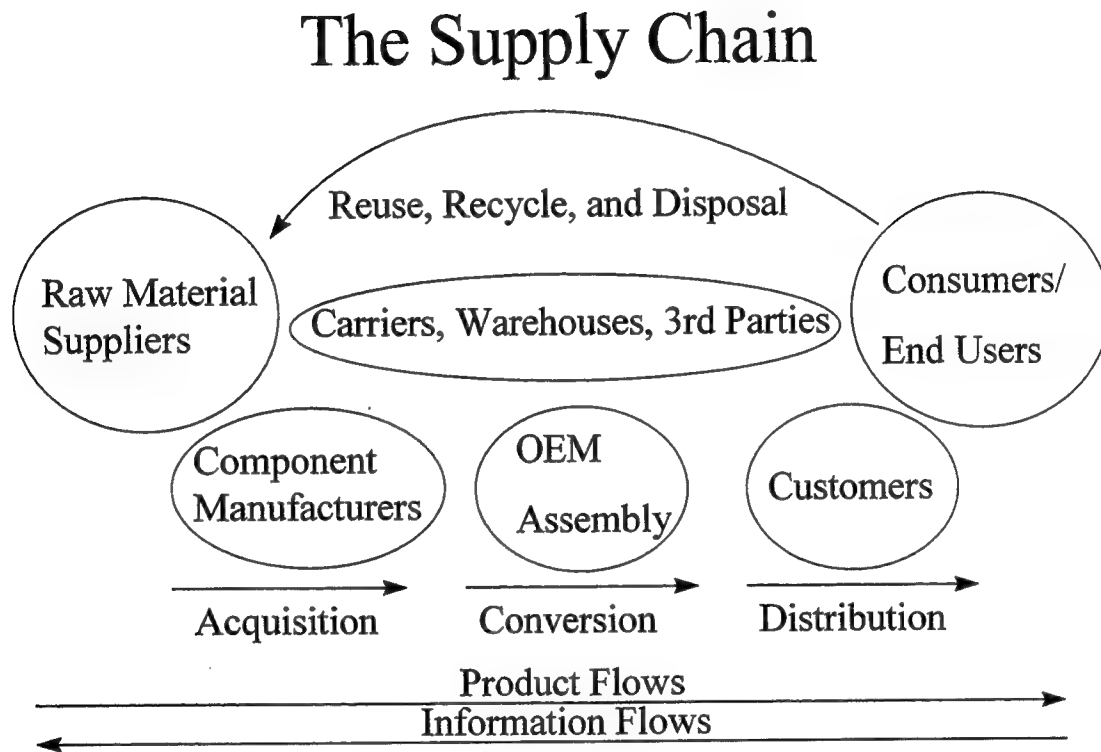 The Supply Chain
Reuse, Recycle, and Disposal
Raw Material
Suppliers
Carriers, Warehouses, 3rd Parties
Consumers/
End Users
Component
Manufacturers
OEM
Assembly
Customers
Acquisition
Conversion
Distribution
Product Flows
Information Flows